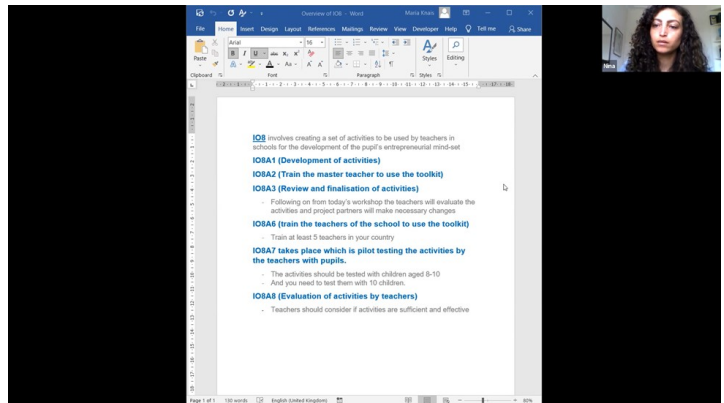 Overview of IO8 - Word
Maria Knais
File Home Insert Design Layout References Mailings Review View Developer Help Tell me Share
Arial 16
Paste
Styles
Editing
Clipboard Font Paragraph Styles
IO8 involves creating a set of activities to be used by teachers in
schools for the development of the pupil's entrepreneurial mind-set
IO8A1 (Development of activities)
IO8A2 (Train the master teacher to use the toolkit)
IO8A3 (Review and finalisation of activities)
- Following on from today's workshop the teachers will evaluate the
activities and project partners will make necessary changes
IO8A6 (train the teachers of the school to use the toolkit)
- Train at least 5 teachers in your country
IO8A7 takes place which is pilot testing the activities by
the teachers with pupils.
- The activities should be tested with children aged 8-10
- And you need to test them with 10 children.
IO8A8 (Evaluation of activities by teachers)
- Teachers should consider if activities are sufficient and effective
Page 1 of 1 130 words English (United Kingdom) 80%
Nina